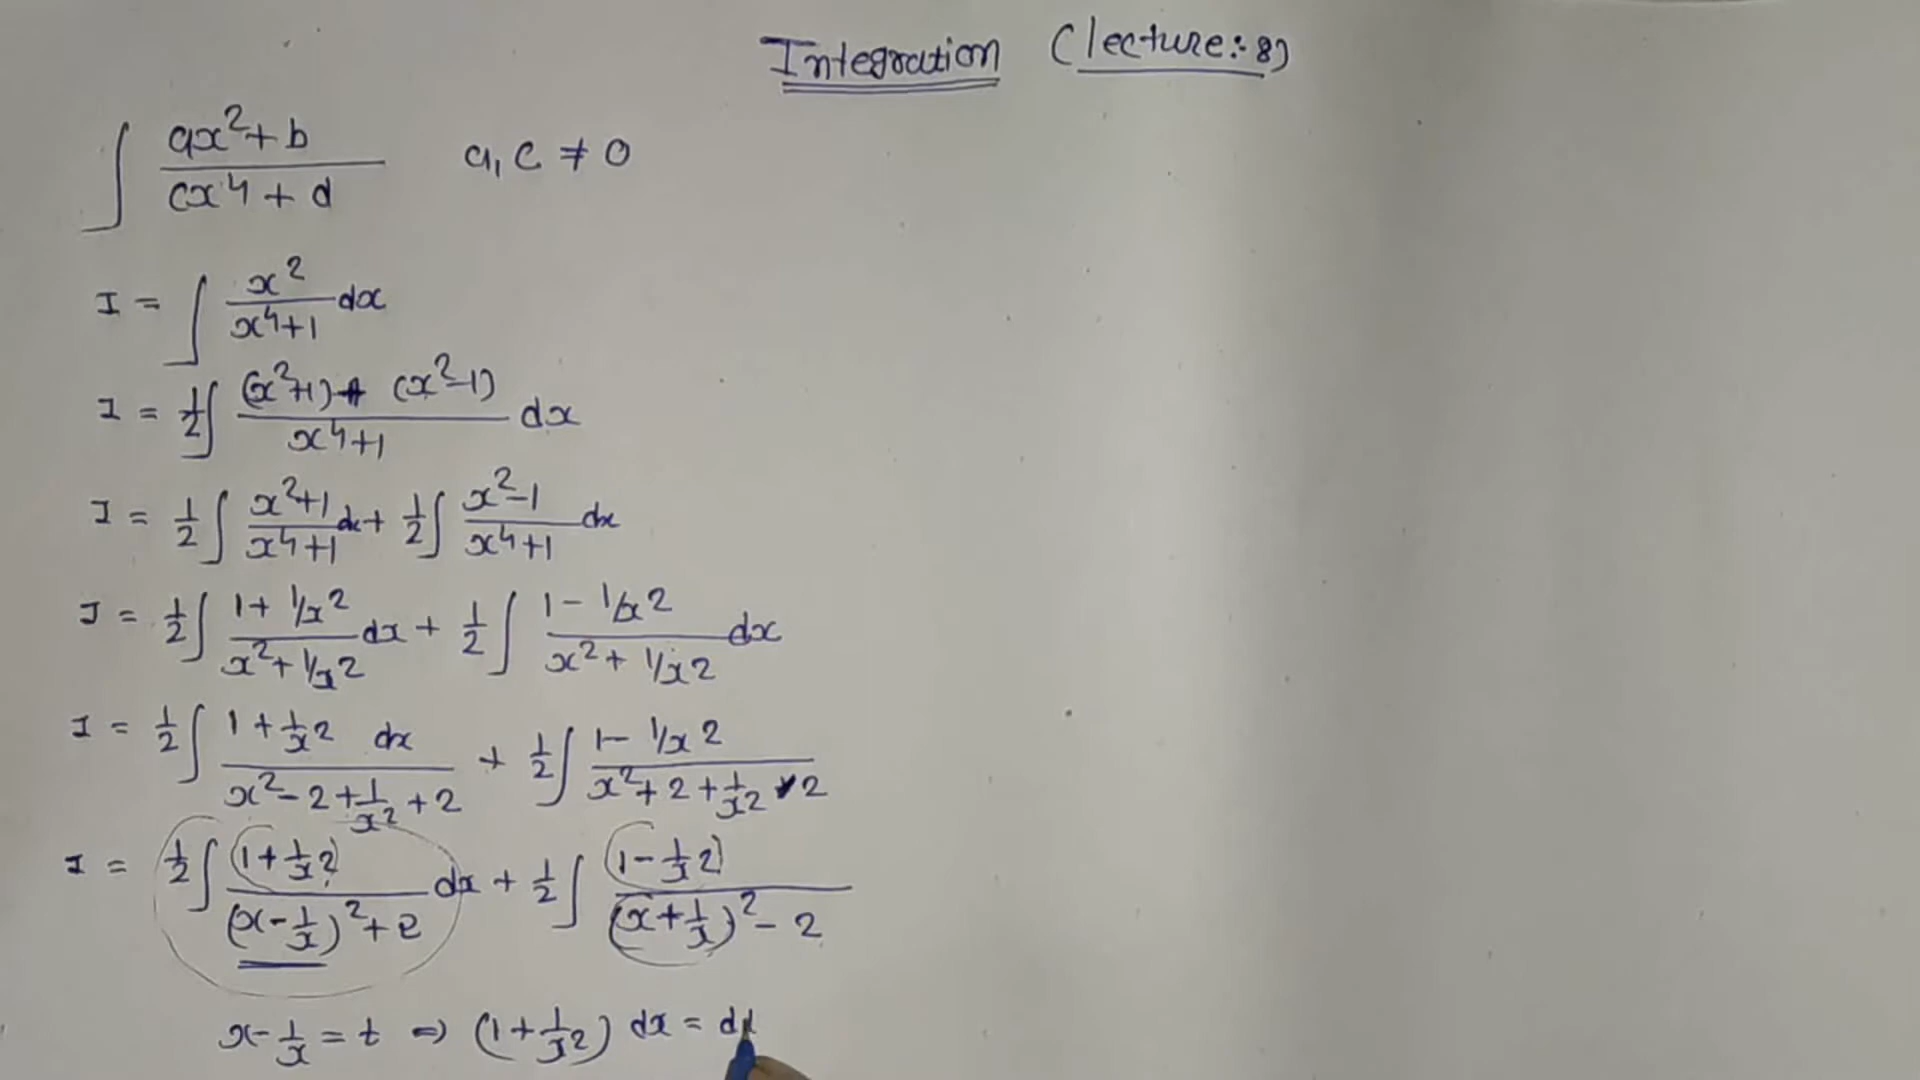 Integration (lecture:-8)
∫ (ax²+b)/(cx⁴+d) a, c ≠ 0
I = ∫ x²/(x⁴+1) dx
I = ½∫ ((x²+1)+(x²-1))/(x⁴+1) dx
I = ½∫ (x²+1)/(x⁴+1) dx + ½∫ (x²-1)/(x⁴+1) dx
I = ½∫ (1+1/x²)/(x²+1/x²) dx + ½∫ (1-1/x²)/(x²+1/x²) dx
I = ½∫ (1+1/x² dx)/(x²-2+1/x²+2) + ½∫ (1-1/x²)/(x²+2+1/x²-2)
I = ½∫ (1+1/x²)/((x-1/x)²+2) dx + ½∫ (1-1/x²)/((x+1/x)²-2)
x-1/x = t ⇒ (1+1/x²) dx =